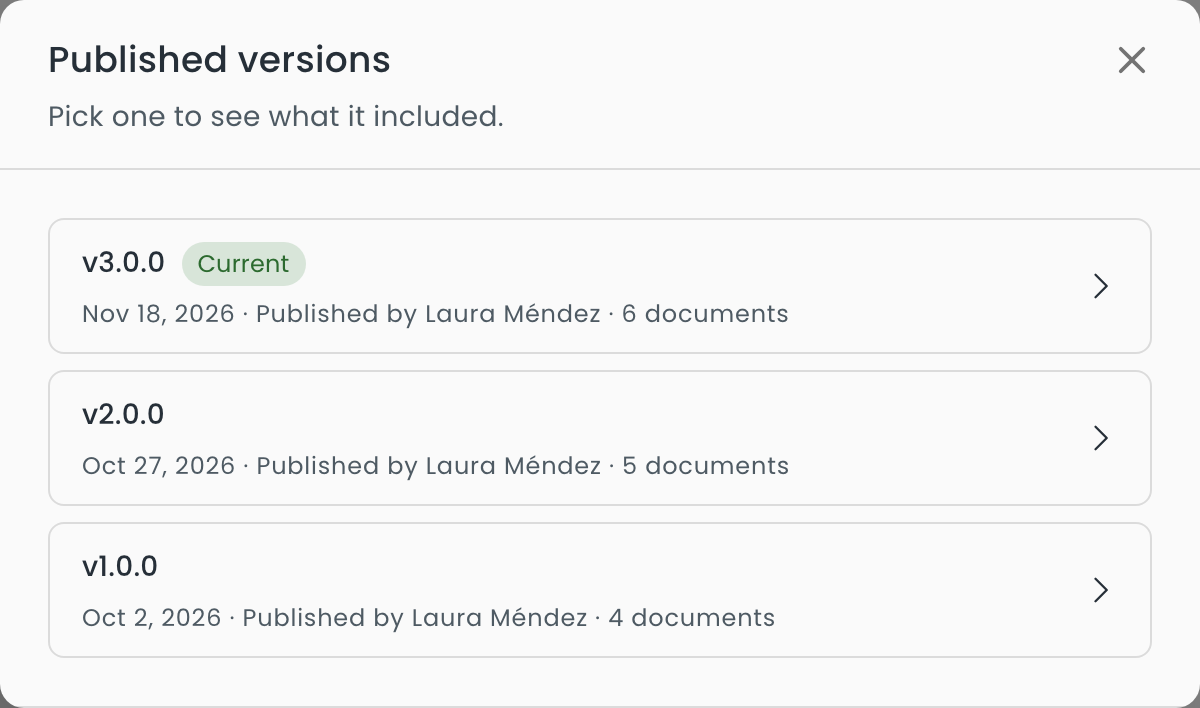 Published versions
Pick one to see what it included.
v3.0.0 Current
Nov 18, 2026 · Published by Laura Méndez · 6 documents
v2.0.0
Oct 27, 2026 · Published by Laura Méndez · 5 documents
v1.0.0
Oct 2, 2026 · Published by Laura Méndez · 4 documents